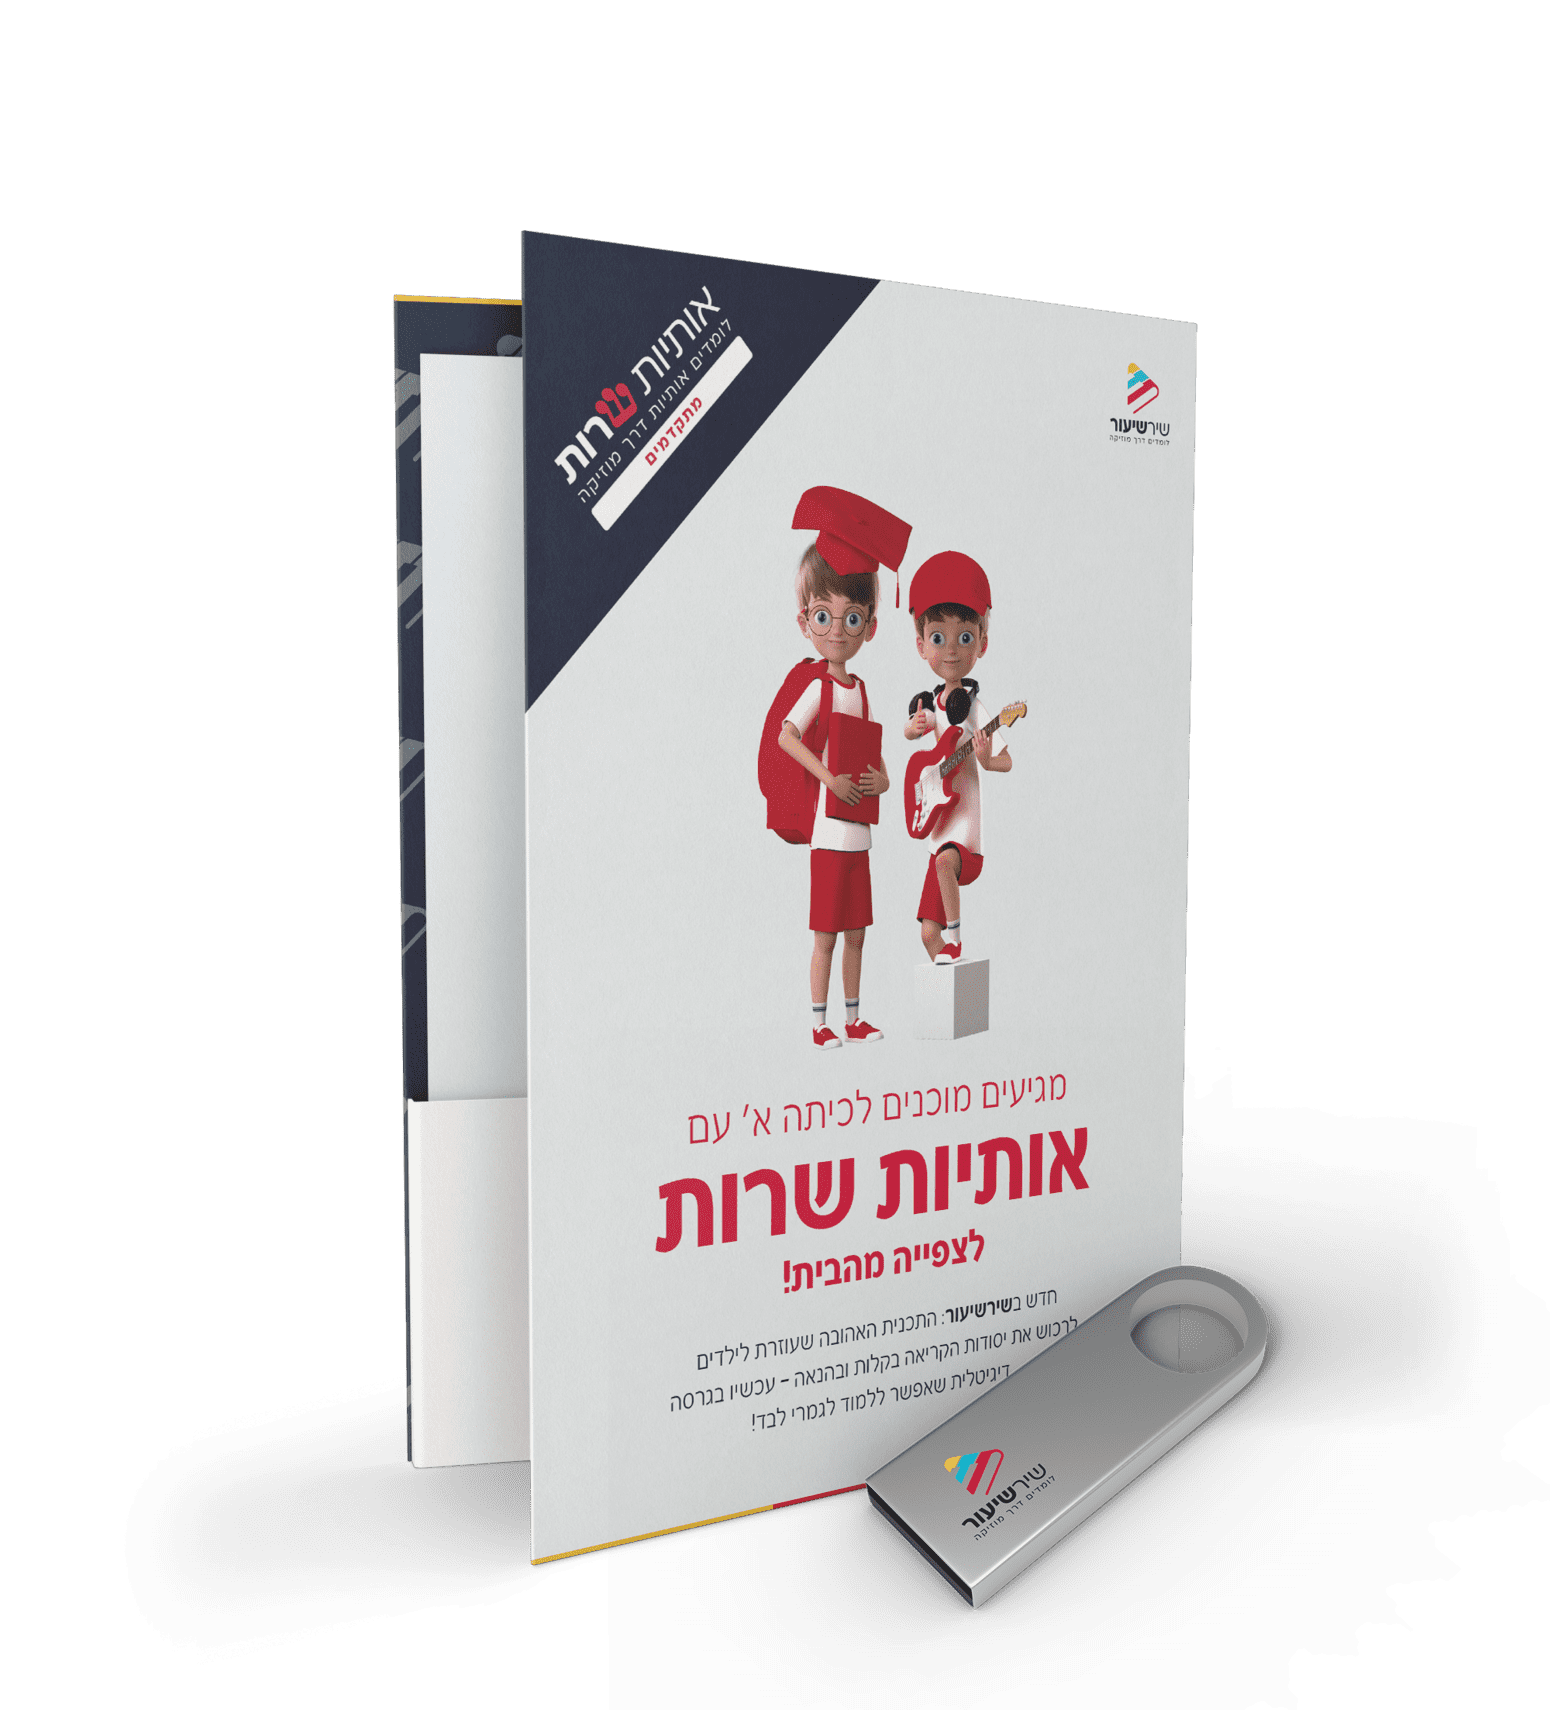 אותיות שרות
לומדים אותיות דרך מוזיקה
מתקדמים
שירשיעור
לומדים דרך מוזיקה
מגיעים מוכנים לכיתה א' עם
אותיות שרות
לצפייה מהבית!
חדש בשירשיעור: התכנית האהובה שעוזרת לילדים
לרכוש את יסודות הקריאה בקלות ובהנאה – עכשיו בגרסה
דיגיטלית שאפשר ללמוד לגמרי לבד!
שירשיעור
לומדים דרך מוזיקה